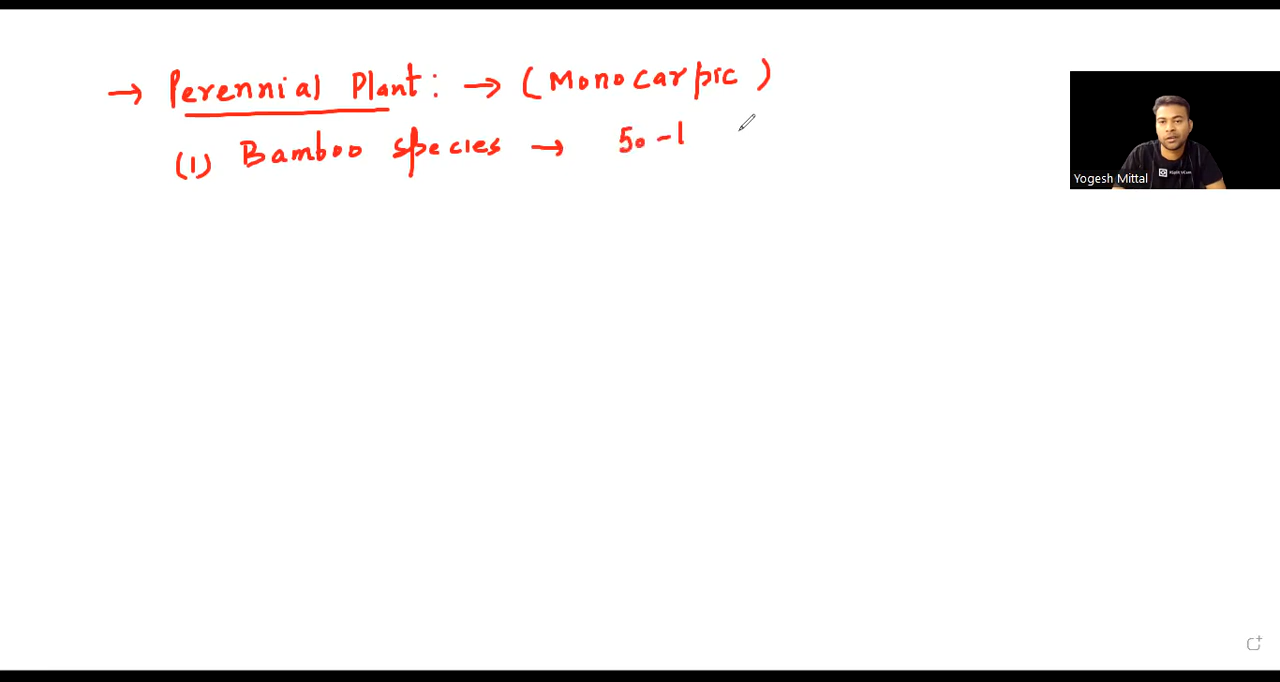 → Perennial Plant: → (Monocarpic)
(1) Bamboo species → 50-1
Yogesh Mittal